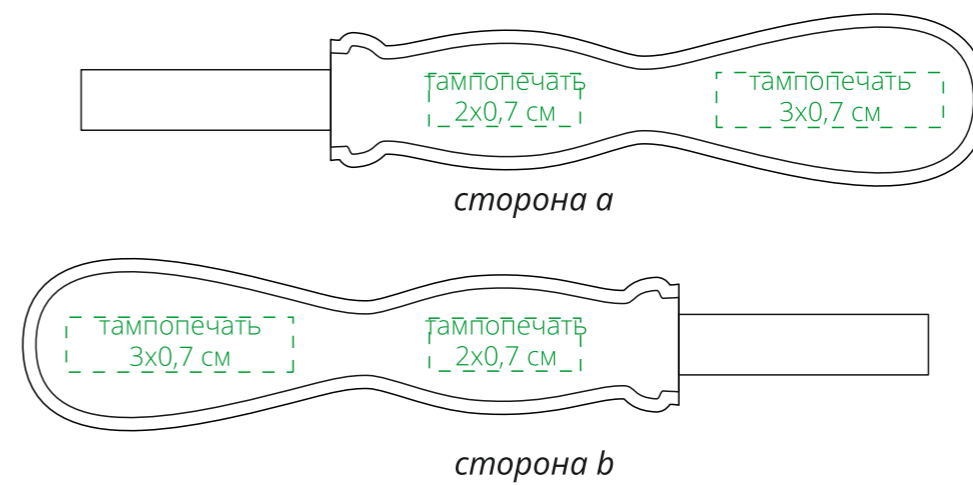 тампопечать
2х0,7 см
тампопечать
3х0,7 см
сторона a
тампопечать
3х0,7 см
тампопечать
2х0,7 см
сторона b